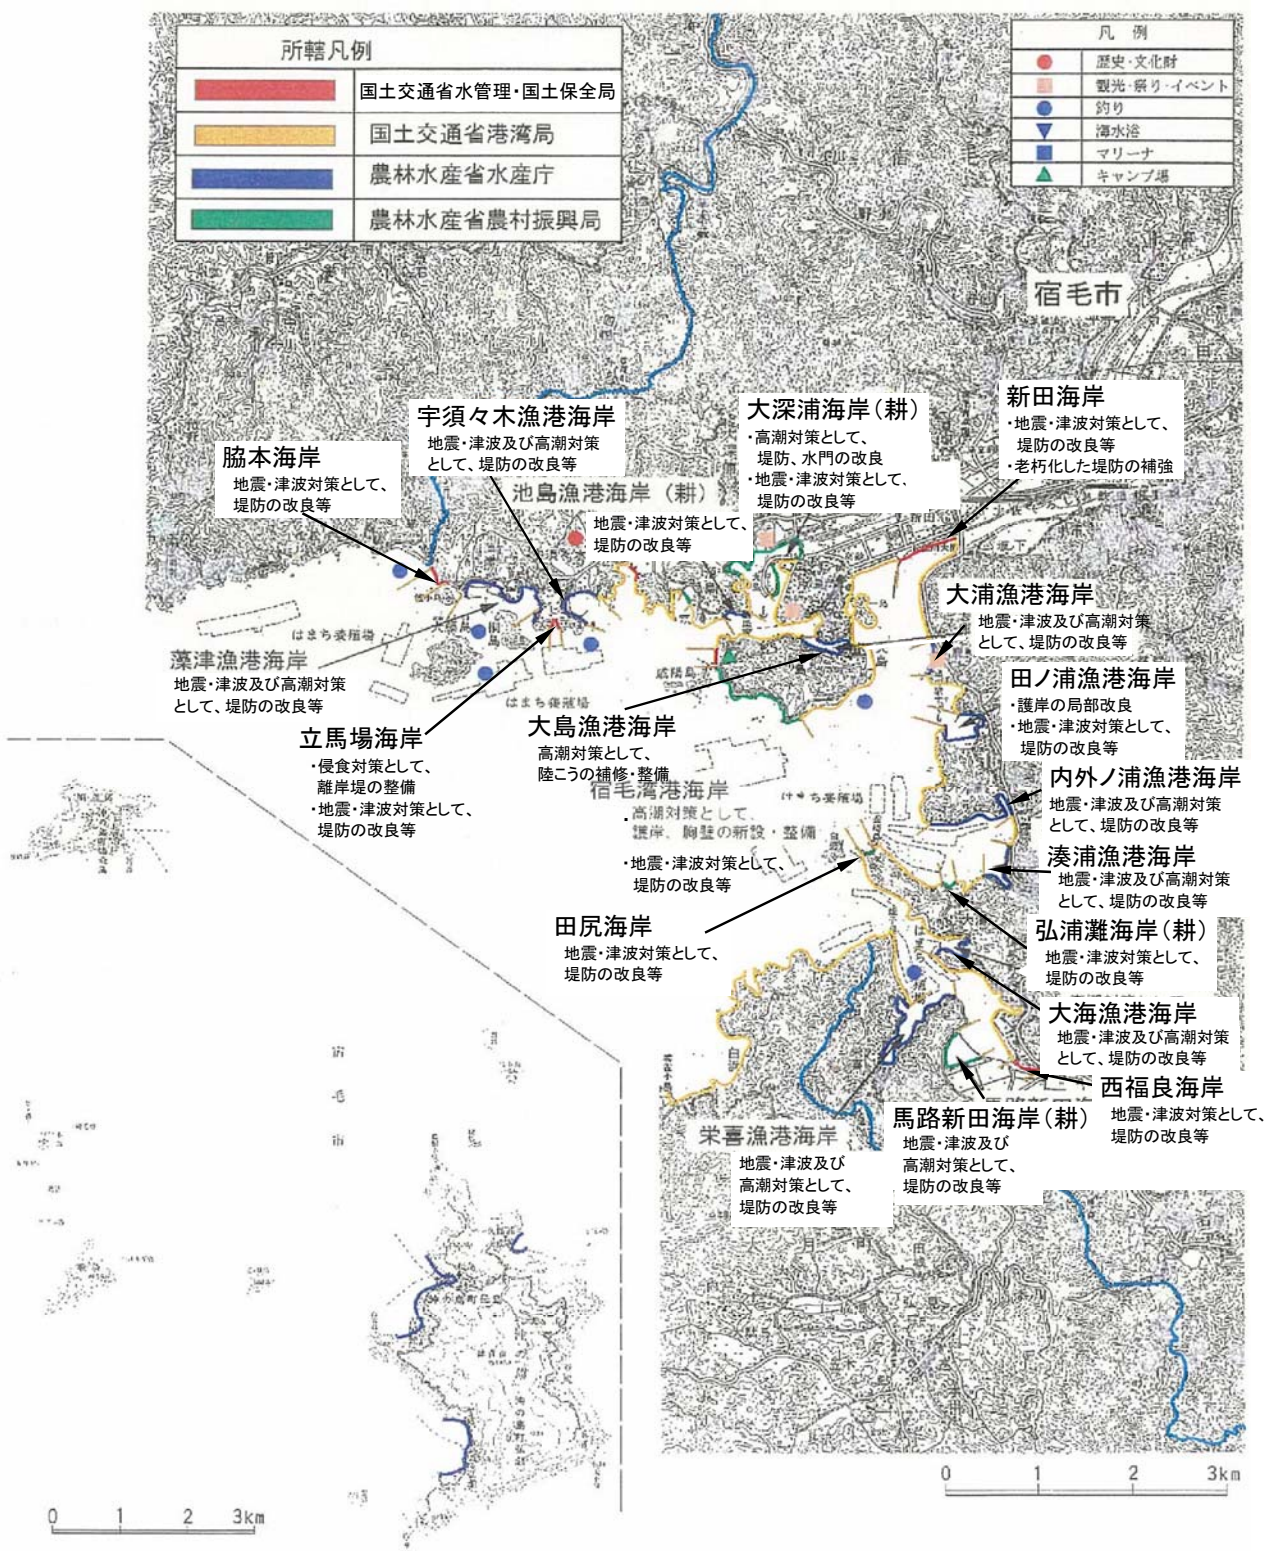 所轄凡例
国土交通省水管理・国土保全局
国土交通省港湾局
農林水産省水産庁
農林水産省農村振興局
凡 例
歴史・文化財
観光・祭り・イベント
釣り
海水浴
マリーナ
キャンプ場
宿毛市
脇本海岸
地震・津波対策として、
堤防の改良等
宇須々木漁港海岸
地震・津波及び高潮対策
として、堤防の改良等
池島漁港海岸（耕）
地震・津波対策として、
堤防の改良等
大深浦海岸（耕）
・高潮対策として、
堤防、水門の改良
・地震・津波対策として、
堤防の改良等
新田海岸
・地震・津波対策として、
堤防の改良等
・老朽化した堤防の補強
大浦漁港海岸
地震・津波及び高潮対策
として、堤防の改良等
藻津漁港海岸
地震・津波及び高潮対策
として、堤防の改良等
はまち養殖場
はまち養殖場
立馬場海岸
・侵食対策として、
離岸堤の整備
・地震・津波対策として、
堤防の改良等
大島漁港海岸
高潮対策として、
陸こうの補修・整備
宿毛湾港海岸
・高潮対策として、
護岸、胸壁の新設・整備
・地震・津波対策として、
堤防の改良等
はまち養殖場
田ノ浦漁港海岸
・護岸の局部改良
・地震・津波対策として、
堤防の改良等
内外ノ浦漁港海岸
地震・津波及び高潮対策
として、堤防の改良等
湊浦漁港海岸
地震・津波及び高潮対策
として、堤防の改良等
田尻海岸
地震・津波対策として、
堤防の改良等
弘浦灘海岸（耕）
地震・津波対策として、
堤防の改良等
大海漁港海岸
地震・津波及び高潮対策
として、堤防の改良等
西福良海岸
地震・津波対策として、
堤防の改良等
馬路新田海岸（耕）
地震・津波及び
高潮対策として、
堤防の改良等
栄喜漁港海岸
地震・津波及び
高潮対策として、
堤防の改良等
宿
毛
市
0 1 2 3km
0 1 2 3km